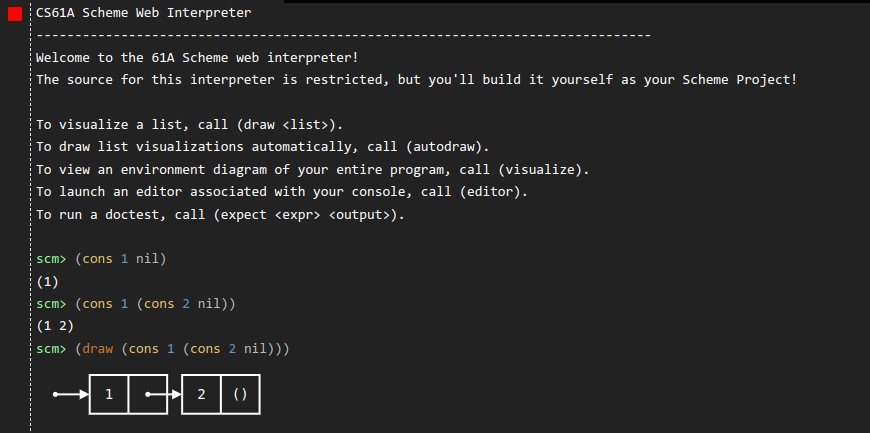 CS61A Scheme Web Interpreter
--------------------------------------------------------------------------------
Welcome to the 61A Scheme web interpreter!
The source for this interpreter is restricted, but you'll build it yourself as your Scheme Project!
To visualize a list, call (draw <list>).
To draw list visualizations automatically, call (autodraw).
To view an environment diagram of your entire program, call (visualize).
To launch an editor associated with your console, call (editor).
To run a doctest, call (expect <expr> <output>).
scm> (cons 1 nil)
(1)
scm> (cons 1 (cons 2 nil))
(1 2)
scm> (draw (cons 1 (cons 2 nil)))
1 2 ()